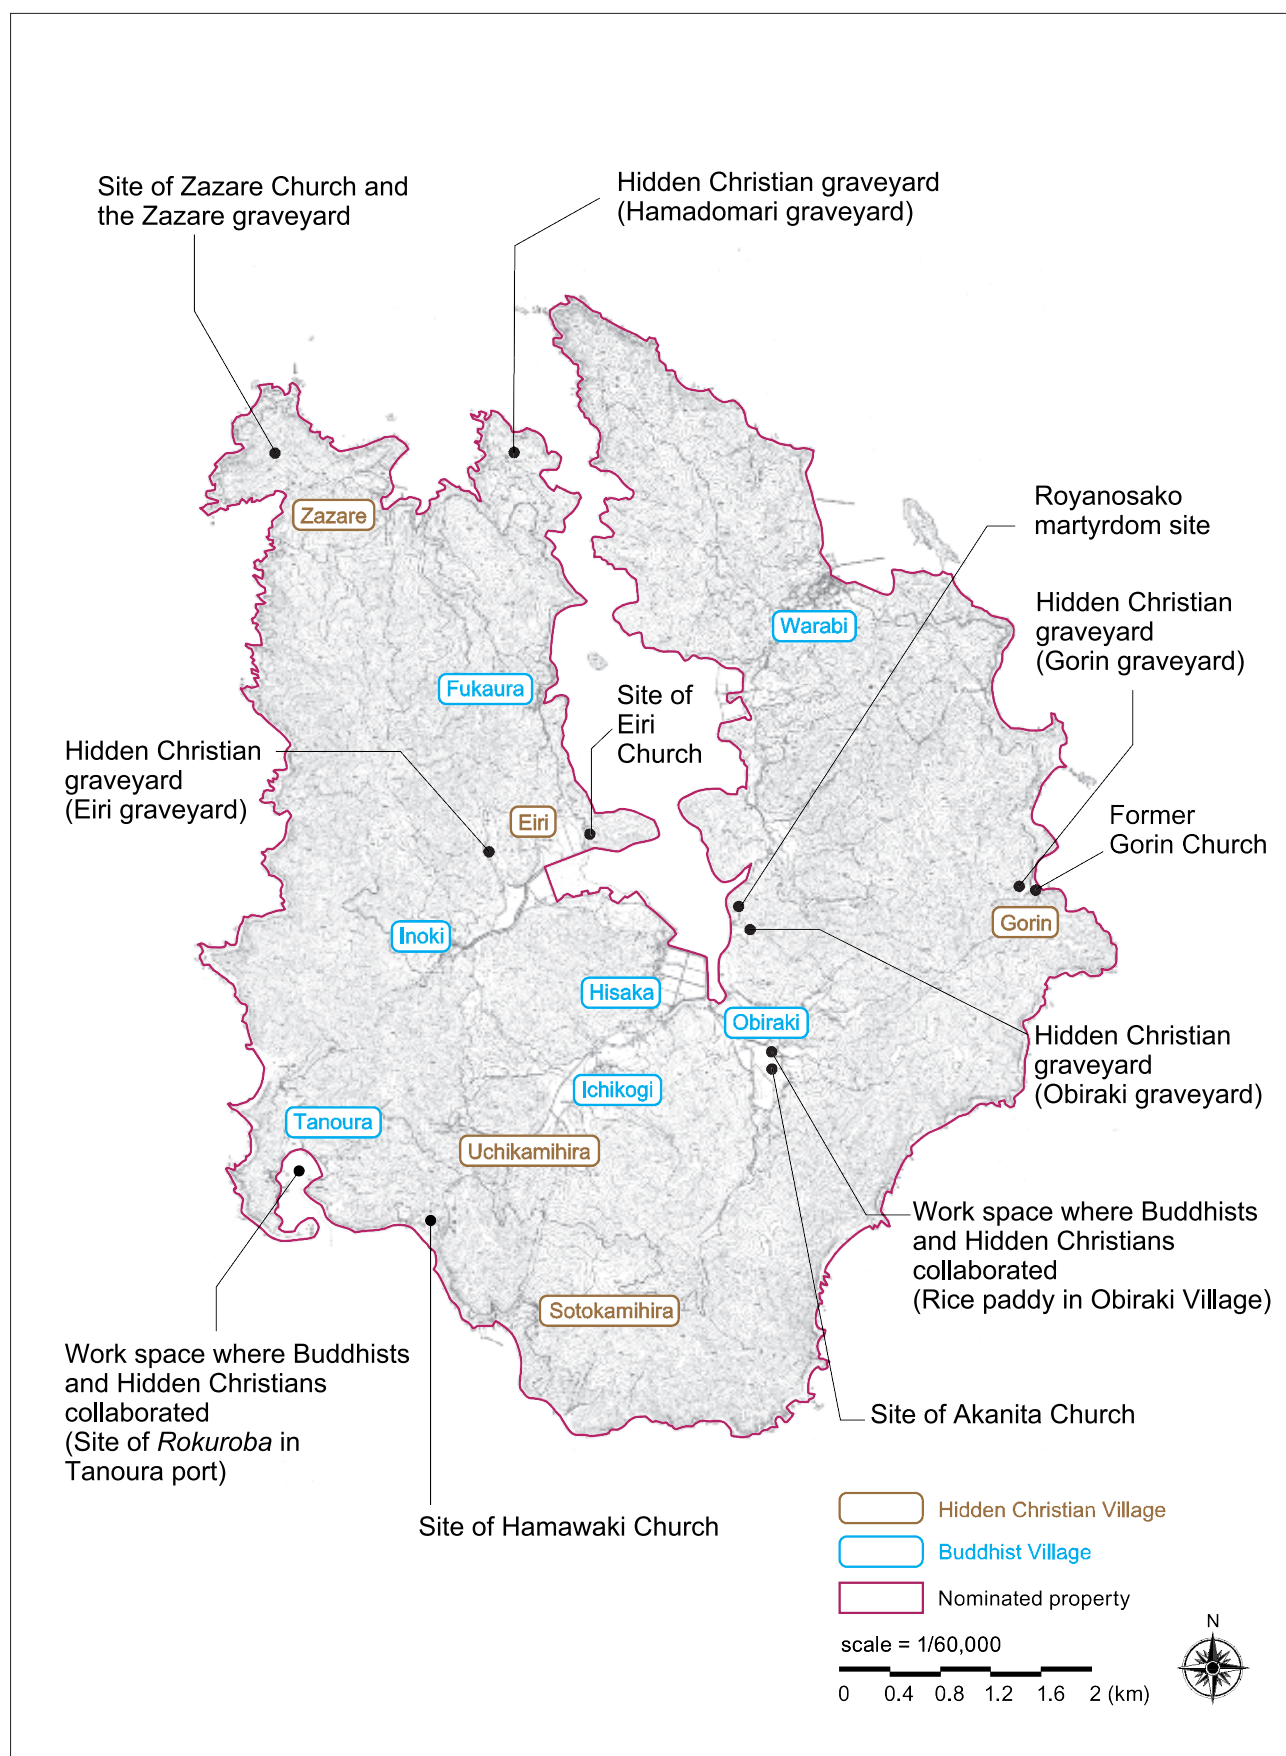 Site of Zazare Church and
the Zazare graveyard
Hidden Christian graveyard
(Hamadomari graveyard)
Royanosako
martyrdom site
Zazare
Hidden Christian
graveyard
(Gorin graveyard)
Warabi
Fukaura
Site of
Eiri
Church
Hidden Christian
graveyard
(Eiri graveyard)
Eiri
Former
Gorin Church
Gorin
Inoki
Hisaka
Obiraki
Hidden Christian
graveyard
(Obiraki graveyard)
Ichikogi
Tanoura
Uchikamihira
Work space where Buddhists
and Hidden Christians
collaborated
(Rice paddy in Obiraki Village)
Sotokamihira
Work space where Buddhists
and Hidden Christians
collaborated
(Site of Rokuroba in
Tanoura port)
Site of Akanita Church
Site of Hamawaki Church
Hidden Christian Village
Buddhist Village
Nominated property
scale = 1/60,000
0 0.4 0.8 1.2 1.6 2 (km)
N